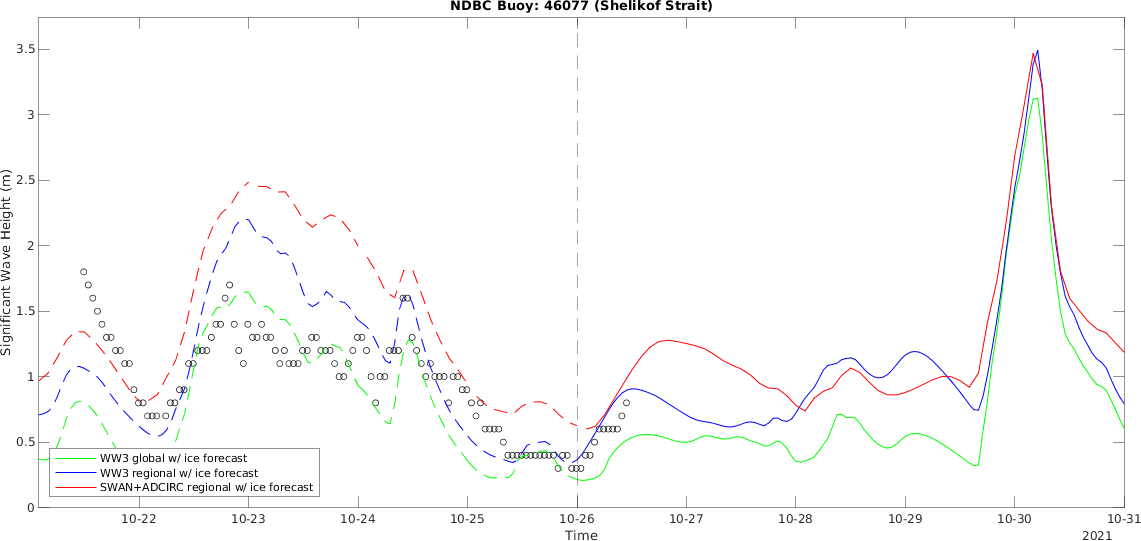 NDBC Buoy: 46077 (Shelikof Strait)
Significant Wave Height (m)
3.5
3
2.5
2
1.5
1
0.5
0
WW3 global w/ ice forecast
WW3 regional w/ ice forecast
SWAN+ADCIRC regional w/ ice forecast
10-22 10-23 10-24 10-25 10-26 10-27 10-28 10-29 10-30 10-31
Time
2021